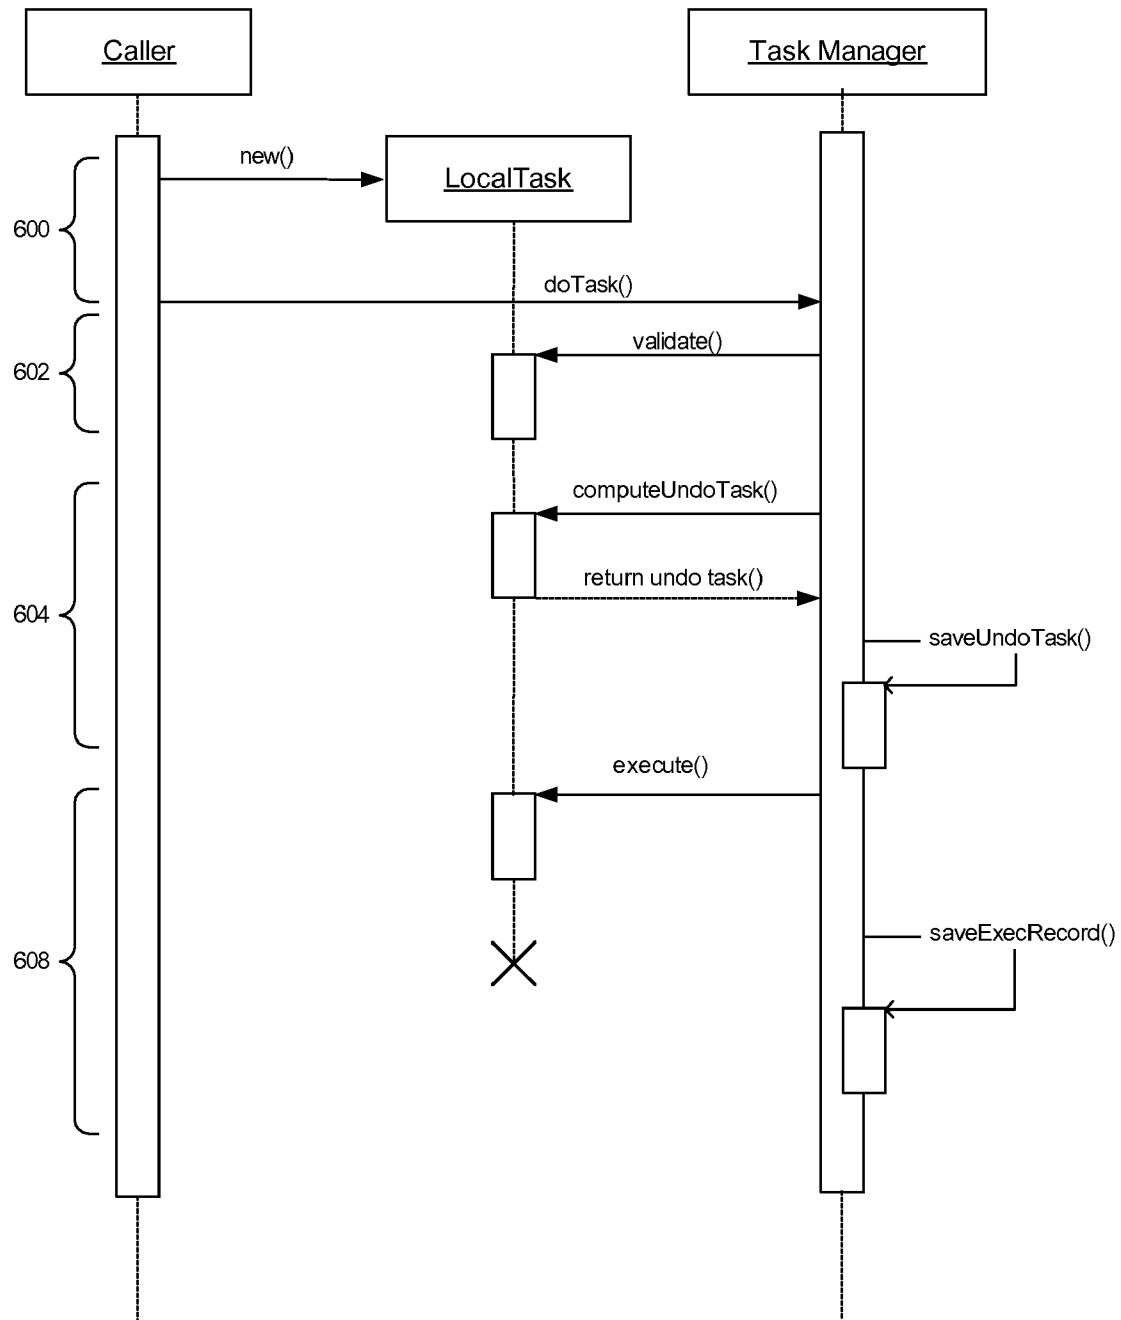 Caller
Task Manager
new()
LocalTask
600
doTask()
validate()
602
computeUndoTask()
return undo task()
604
saveUndoTask()
execute()
saveExecRecord()
608